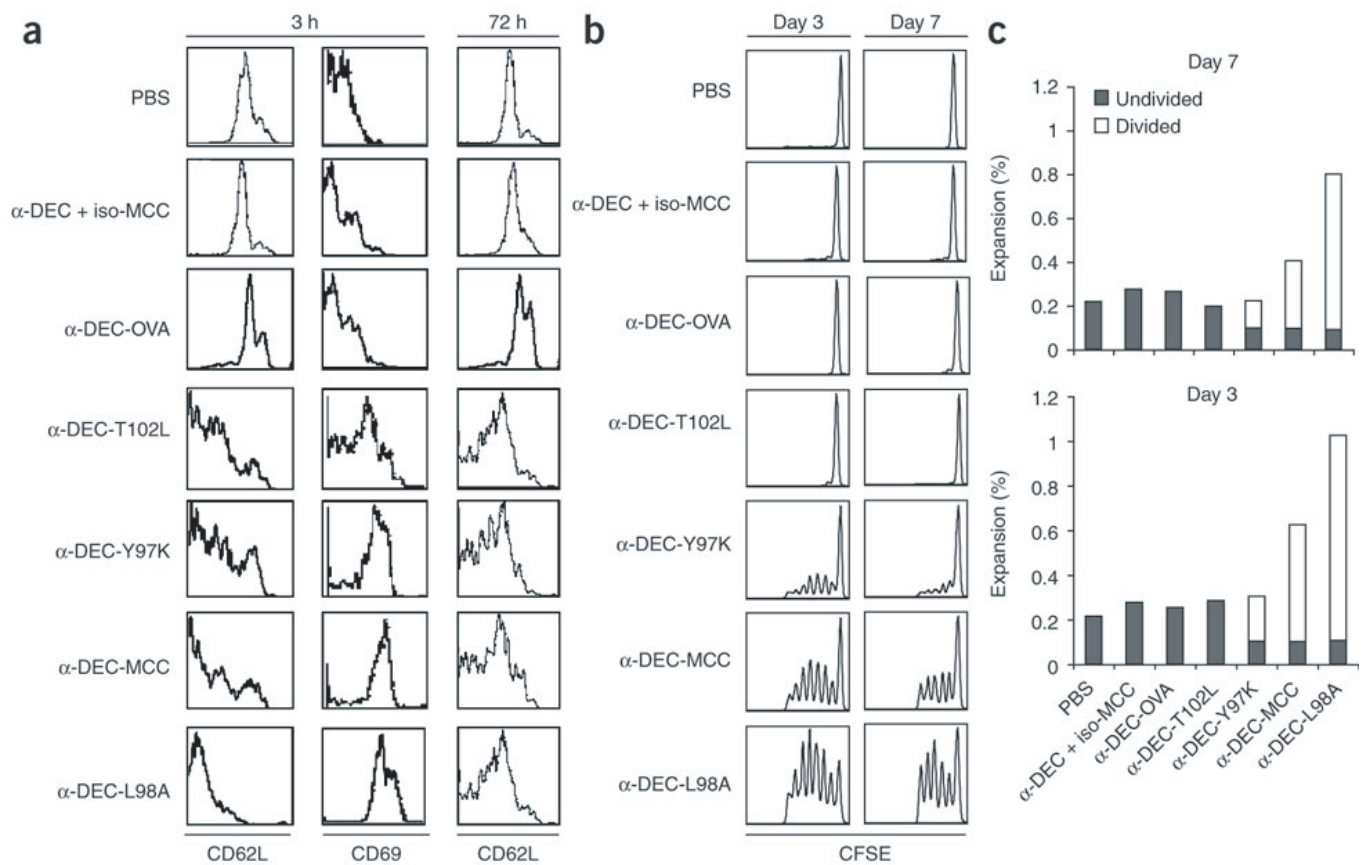 a
3 h
72 h
PBS
α-DEC + iso-MCC
α-DEC-OVA
α-DEC-T102L
α-DEC-Y97K
α-DEC-MCC
α-DEC-L98A
CD62L
CD69
CD62L
b
Day 3
Day 7
PBS
α-DEC + iso-MCC
α-DEC-OVA
α-DEC-T102L
α-DEC-Y97K
α-DEC-MCC
α-DEC-L98A
CFSE
c
Day 7
Undivided
Divided
Expansion (%)
1.2
1
0.8
0.6
0.4
0.2
0
Day 3
Expansion (%)
1.2
1
0.8
0.6
0.4
0.2
0
PBS
α-DEC + iso-MCC
α-DEC-OVA
α-DEC-T102L
α-DEC-Y97K
α-DEC-MCC
α-DEC-L98A